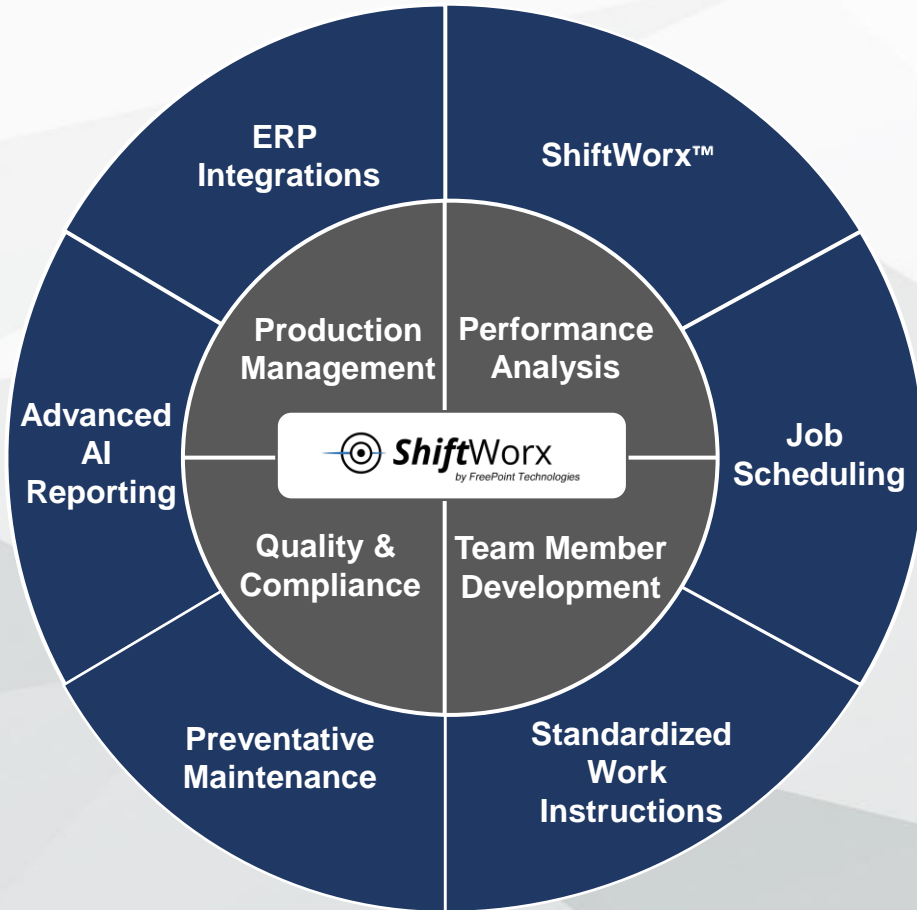 ERP
Integrations
ShiftWorx™
Production
Management
Performance
Analysis
Advanced
AI
Reporting
ShiftWorx
by FreePoint Technologies
Job
Scheduling
Quality &
Compliance
Team Member
Development
Preventative
Maintenance
Standardized
Work
Instructions